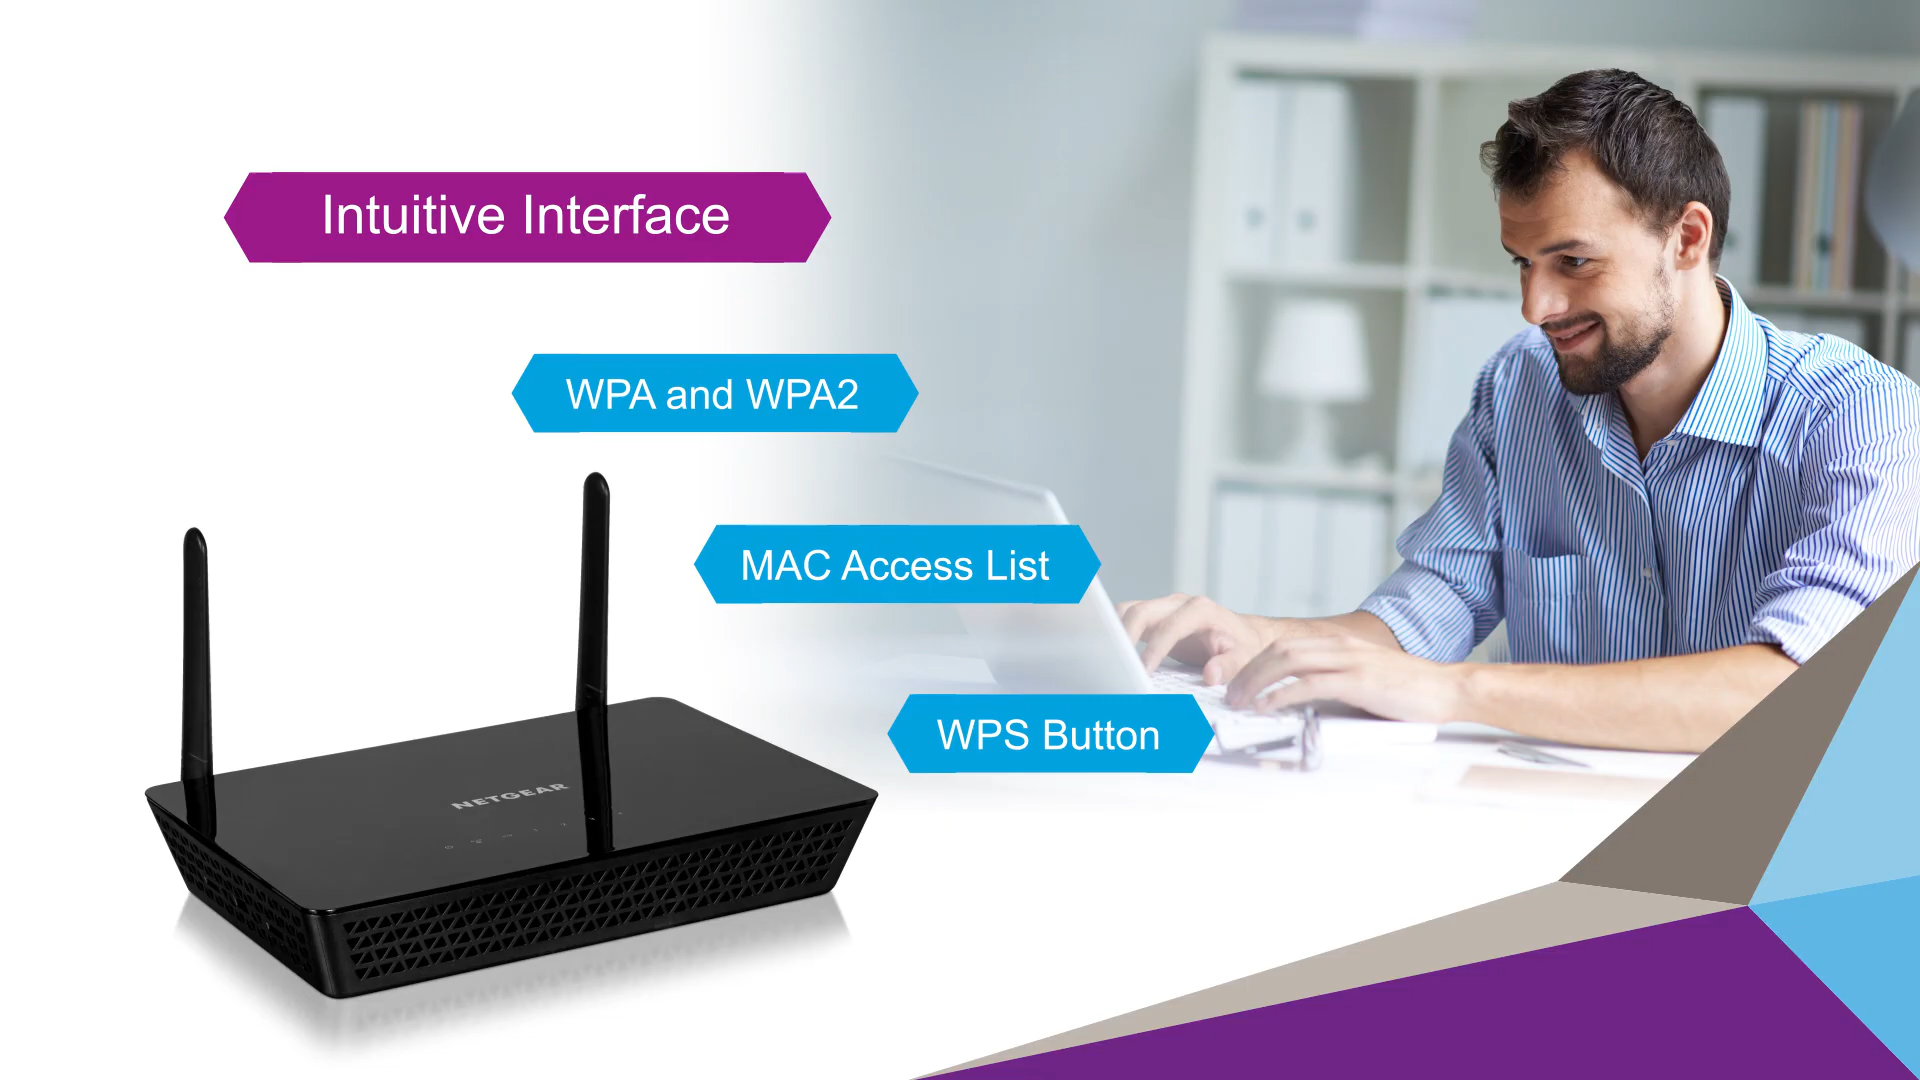 Intuitive Interface
WPA and WPA2
MAC Access List
WPS Button
NETGEAR